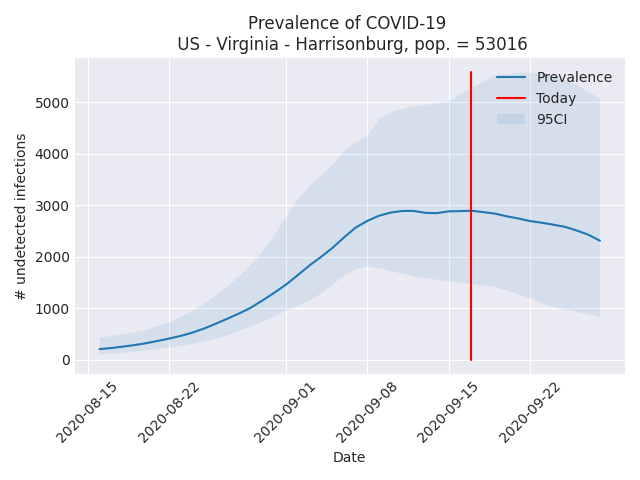 Prevalence of COVID-19
US - Virginia - Harrisonburg, pop. = 53016
Prevalence
Today
95CI
5000
4000
3000
2000
1000
0
# undetected infections
2020-08-15
2020-08-22
2020-09-01
2020-09-08
2020-09-15
2020-09-22
Date